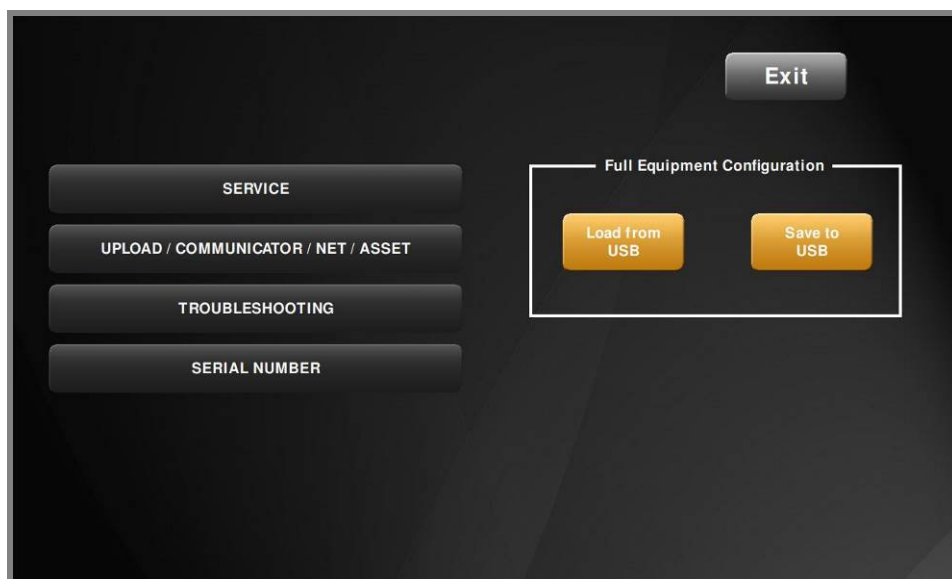 Exit
SERVICE
UPLOAD / COMMUNICATOR / NET / ASSET
TROUBLESHOOTING
SERIAL NUMBER
Full Equipment Configuration
Load from
USB
Save to
USB